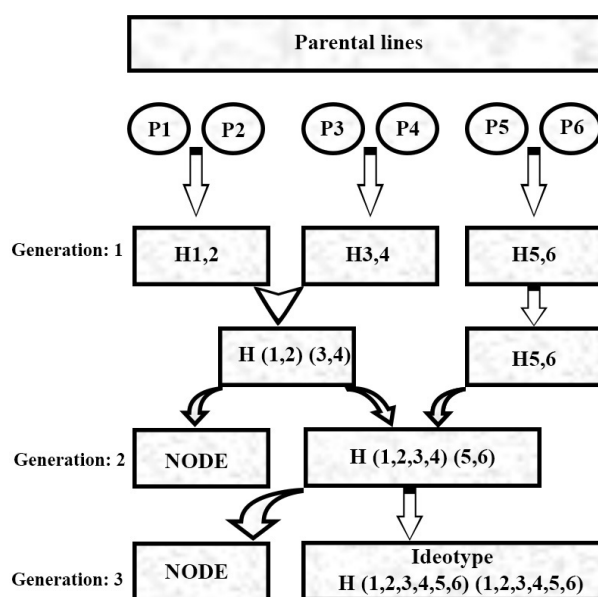 Parental lines
P1 P2 P3 P4 P5 P6
Generation: 1 H1,2 H3,4 H5,6
H (1,2) (3,4) H5,6
Generation: 2 NODE H (1,2,3,4) (5,6)
Ideotype
Generation: 3 NODE H (1,2,3,4,5,6) (1,2,3,4,5,6)